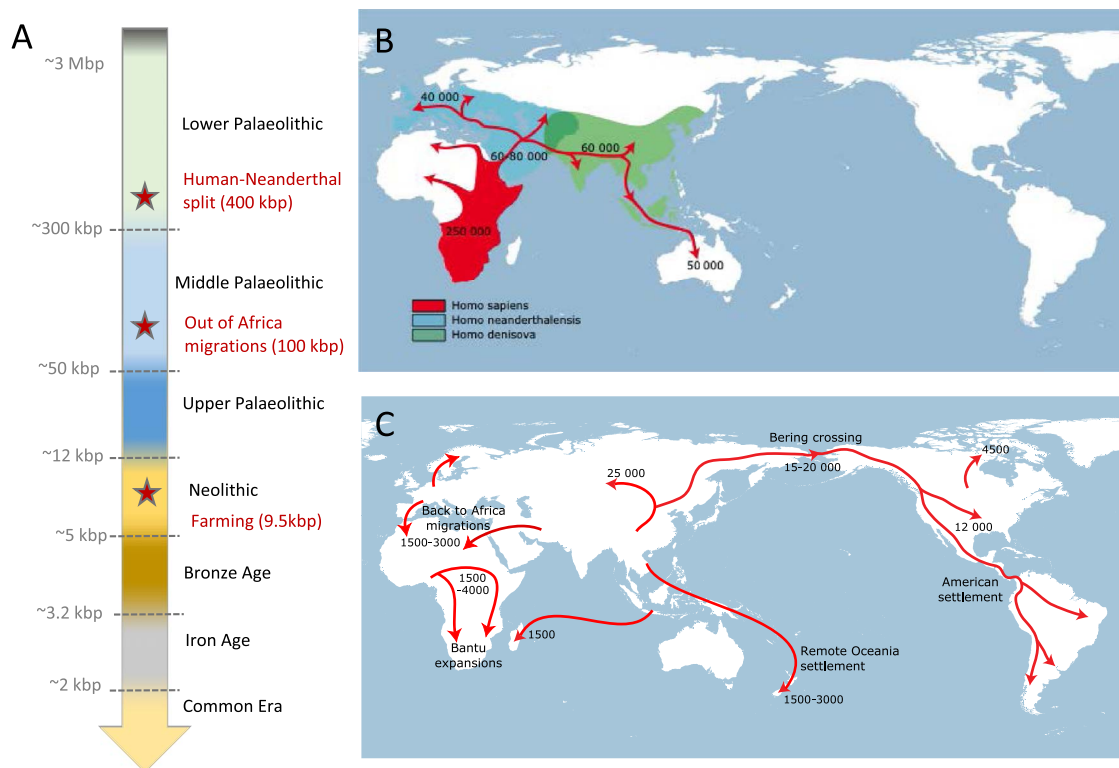 A
~3 Mbp
Lower Palaeolithic
Human-Neanderthal
split (400 kbp)
~300 kbp
Middle Palaeolithic
Out of Africa
migrations (100 kbp)
~50 kbp
Upper Palaeolithic
~12 kbp
Neolithic
Farming (9.5kbp)
~5 kbp
Bronze Age
~3.2 kbp
Iron Age
~2 kbp
Common Era
B
40 000
60-80 000
60 000
250 000
50 000
Homo sapiens
Homo neanderthalensis
Homo denisova
C
Bering crossing
15-20 000
4500
25 000
Back to Africa
migrations
1500-3000
12 000
1500
-4000
American
settlement
1500
Bantu
expansions
Remote Oceania
settlement
1500-3000